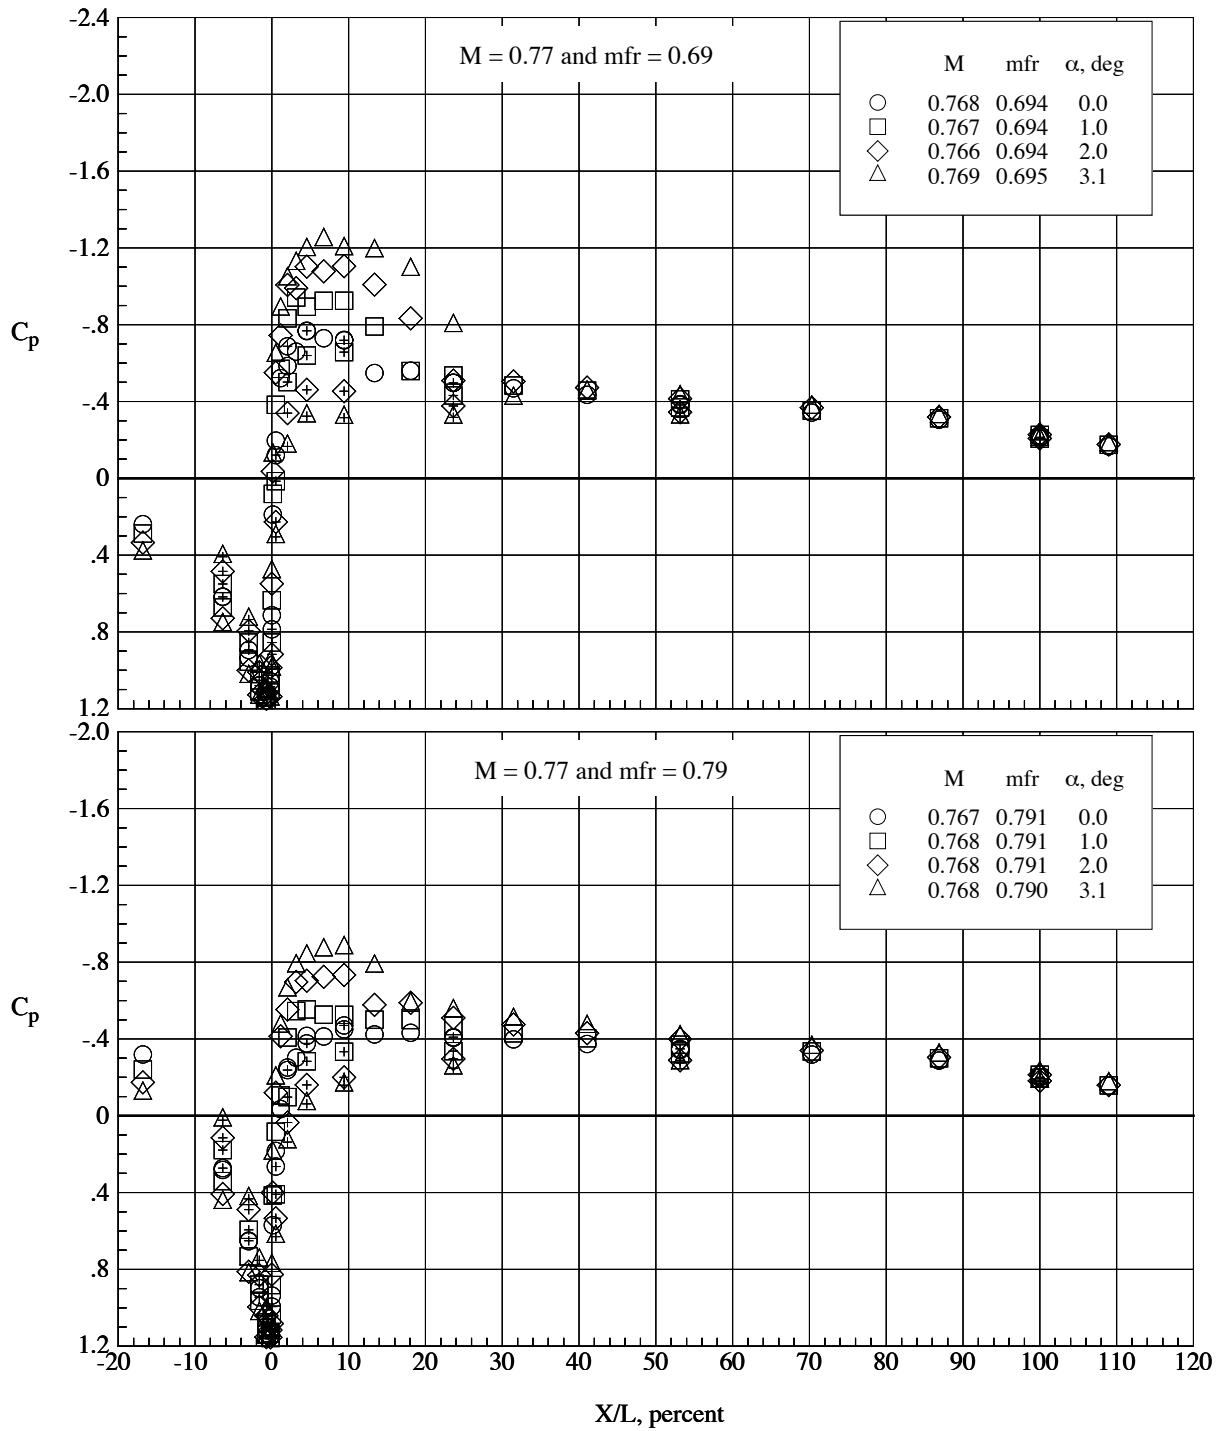 -2.4
M = 0.77 and mfr = 0.69
M mfr α, deg
0.768 0.694 0.0
0.767 0.694 1.0
0.766 0.694 2.0
0.769 0.695 3.1
-2.0
-1.6
-1.2
-.8
Cp
-.4
0
.4
.8
1.2
-2.0
M = 0.77 and mfr = 0.79
M mfr α, deg
0.767 0.791 0.0
0.768 0.791 1.0
0.768 0.791 2.0
0.768 0.790 3.1
-1.6
-1.2
-.8
Cp
-.4
0
.4
.8
1.2
-20 -10 0 10 20 30 40 50 60 70 80 90 100 110 120
X/L, percent